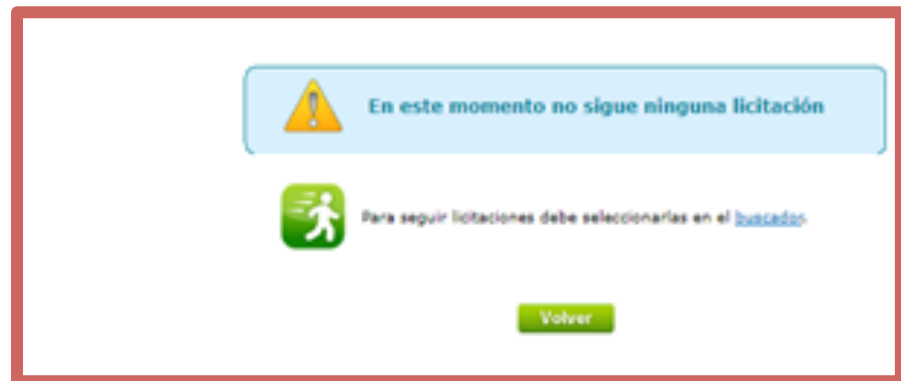 En este momento no sigue ninguna licitación
Para seguir licitaciones debe seleccionarlas en el buscador.
Volver